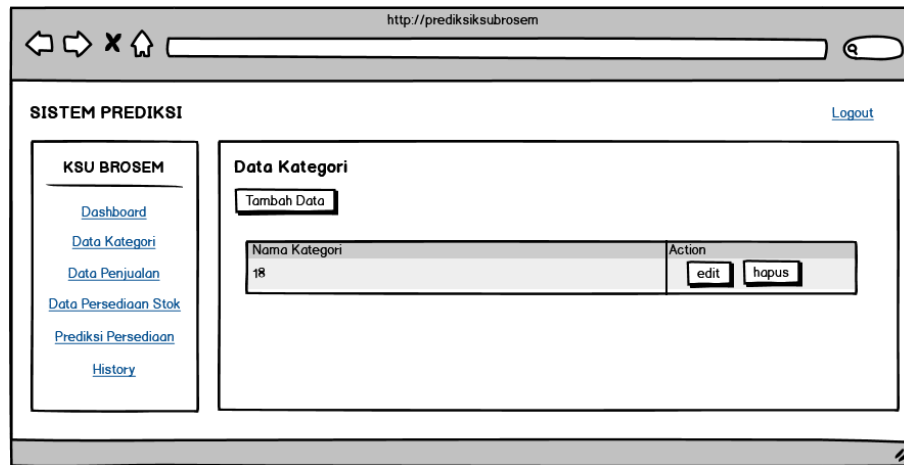 http://prediksiksubrosem
SISTEM PREDIKSI
Logout
KSU BROSEM
Dashboard
Data Kategori
Data Penjualan
Data Persediaan Stok
Prediksi Persediaan
History
Data Kategori
Tambah Data
Nama Kategori
Action
18
edit
hapus